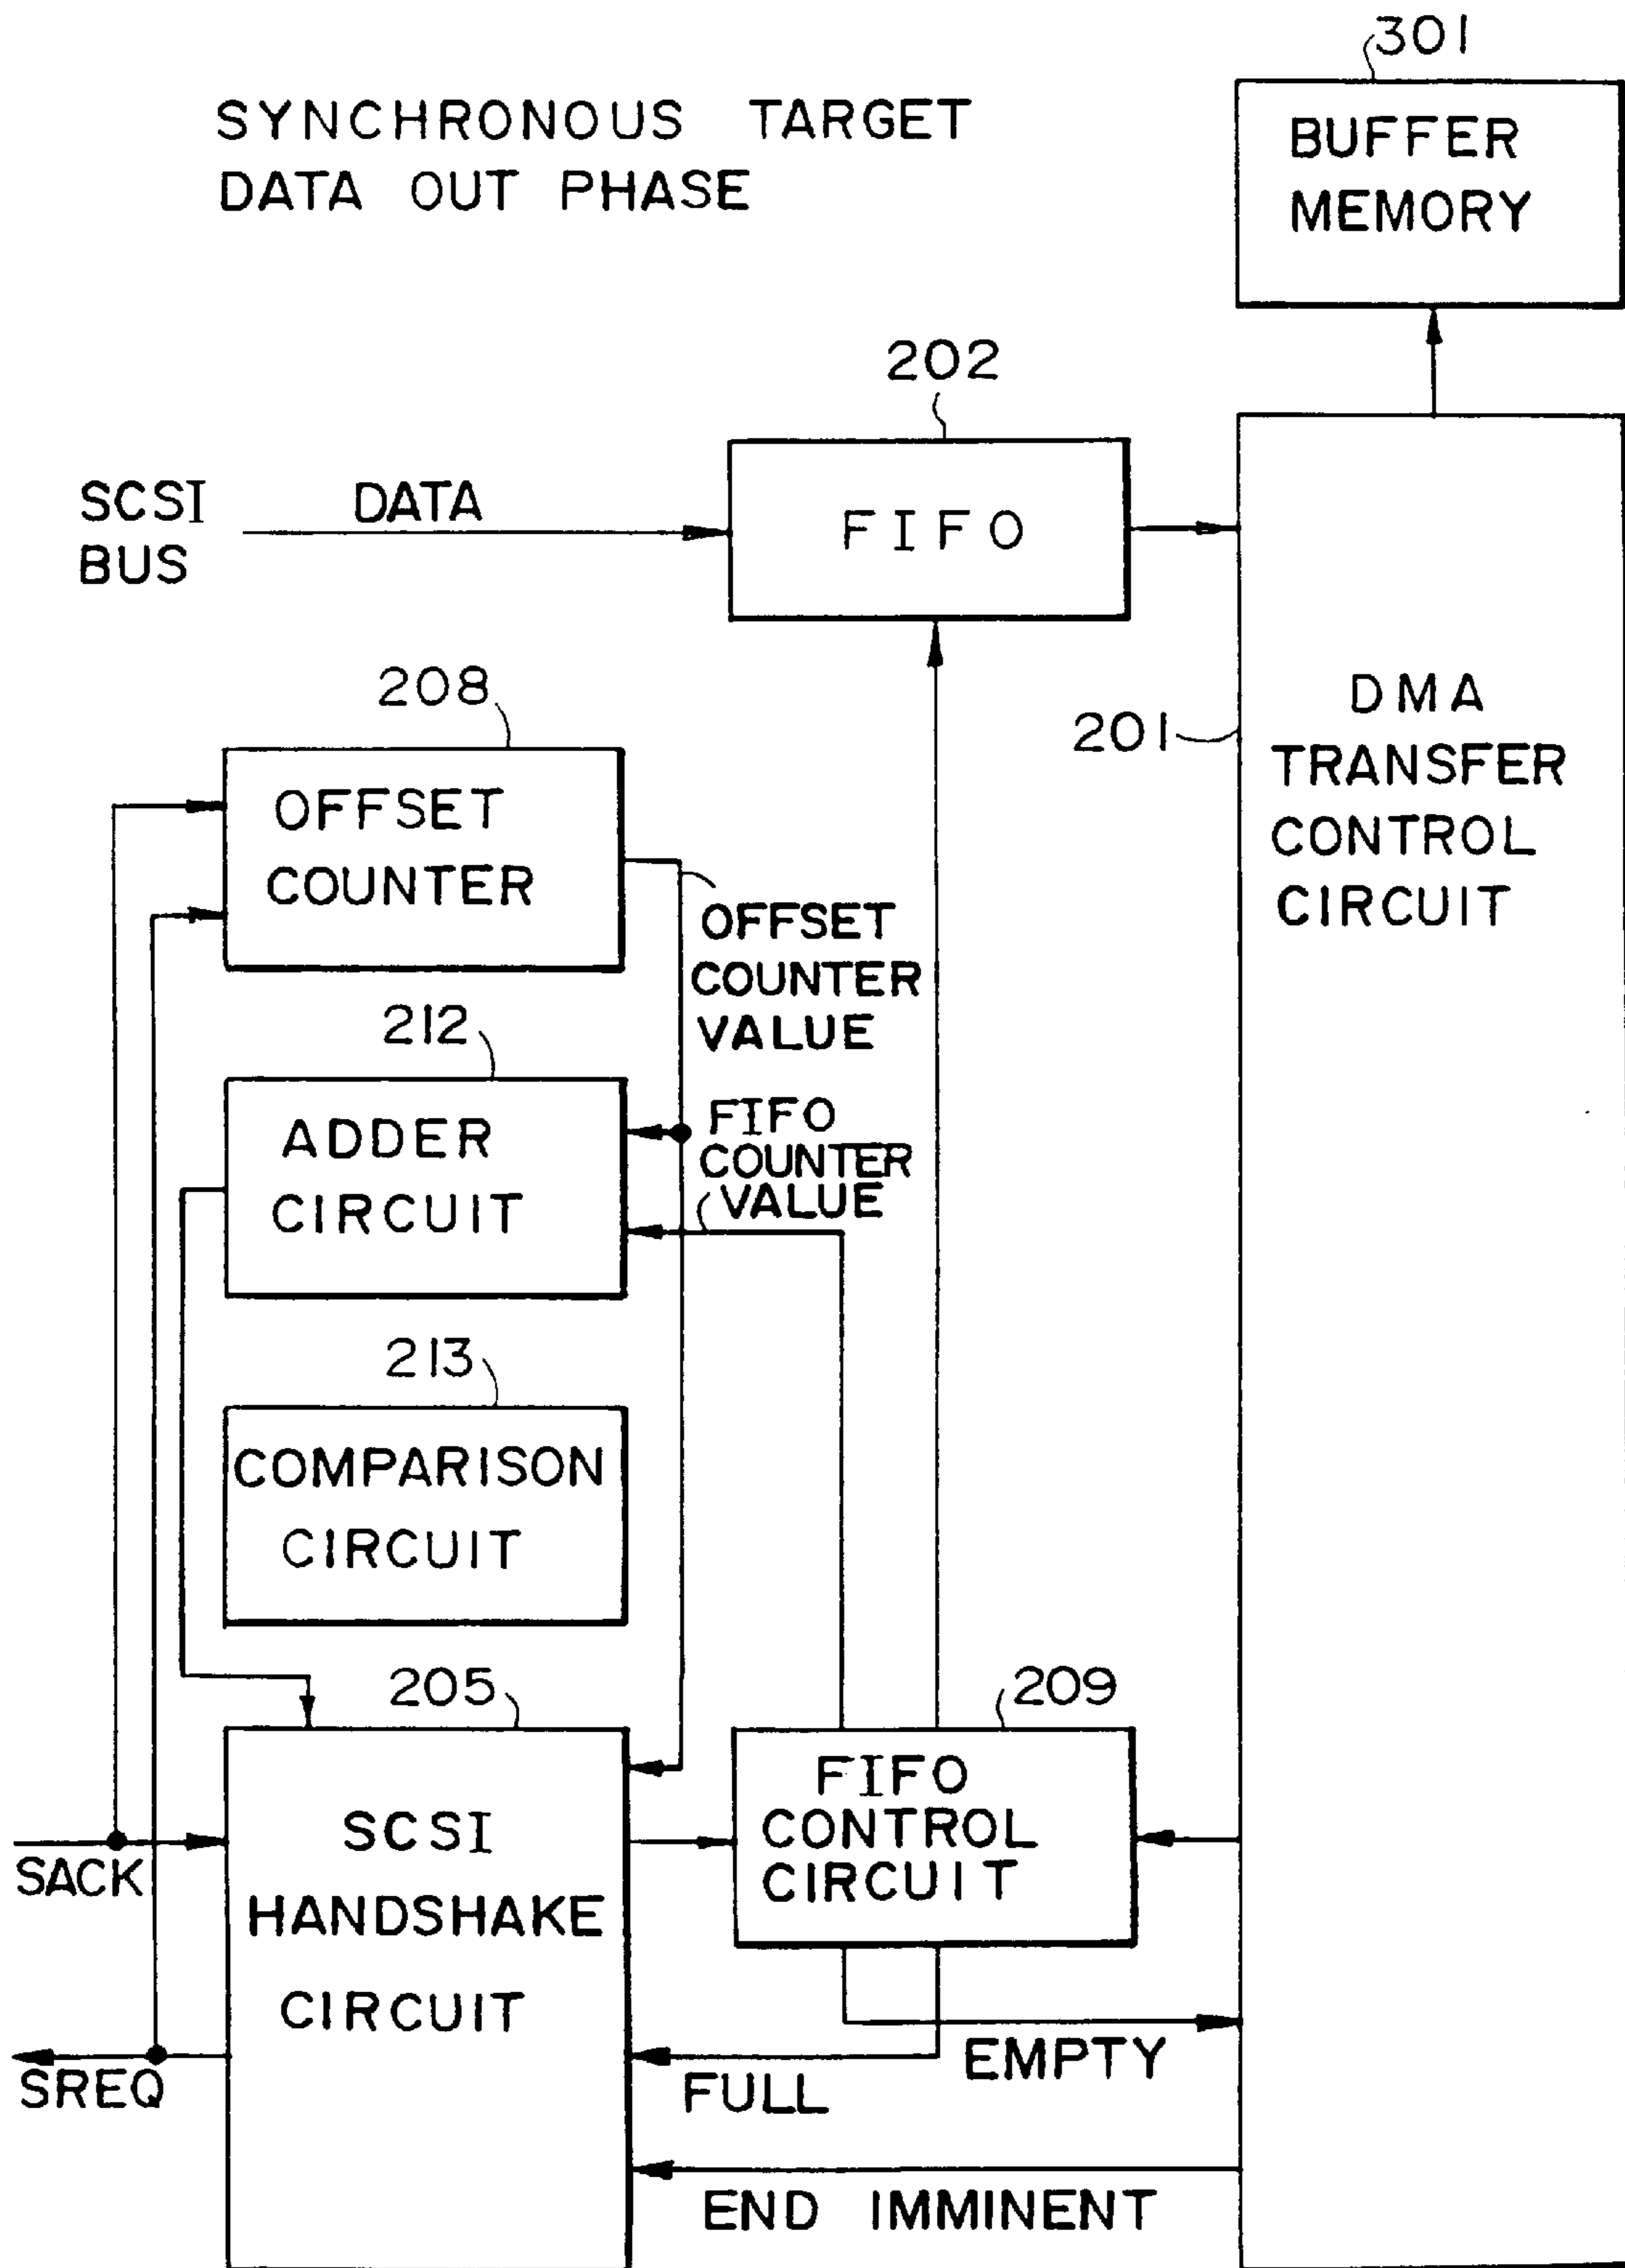 301
SYNCHRONOUS TARGET
DATA OUT PHASE
BUFFER
MEMORY
202
SCSI
BUS
DATA
FIFO
208
201
DMA
TRANSFER
CONTROL
CIRCUIT
OFFSET
COUNTER
OFFSET
COUNTER
VALUE
212
ADDER
CIRCUIT
FIFO
COUNTER
VALUE
213
COMPARISON
CIRCUIT
205
209
SCSI
HANDSHAKE
CIRCUIT
FIFO
CONTROL
CIRCUIT
SACK
SREQ
EMPTY
FULL
END IMMINENT